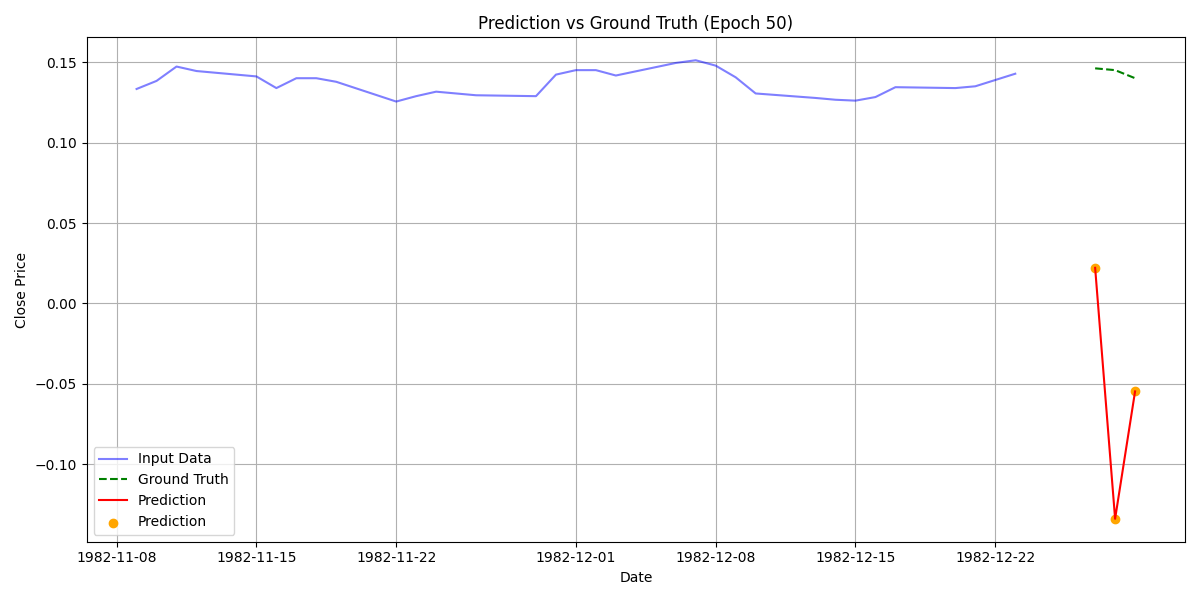 Prediction vs Ground Truth (Epoch 50)
Close Price
0.15
0.10
0.05
0.00
−0.05
−0.10
Input Data
Ground Truth
Prediction
Prediction
1982-11-08 1982-11-15 1982-11-22 1982-12-01 1982-12-08 1982-12-15 1982-12-22
Date